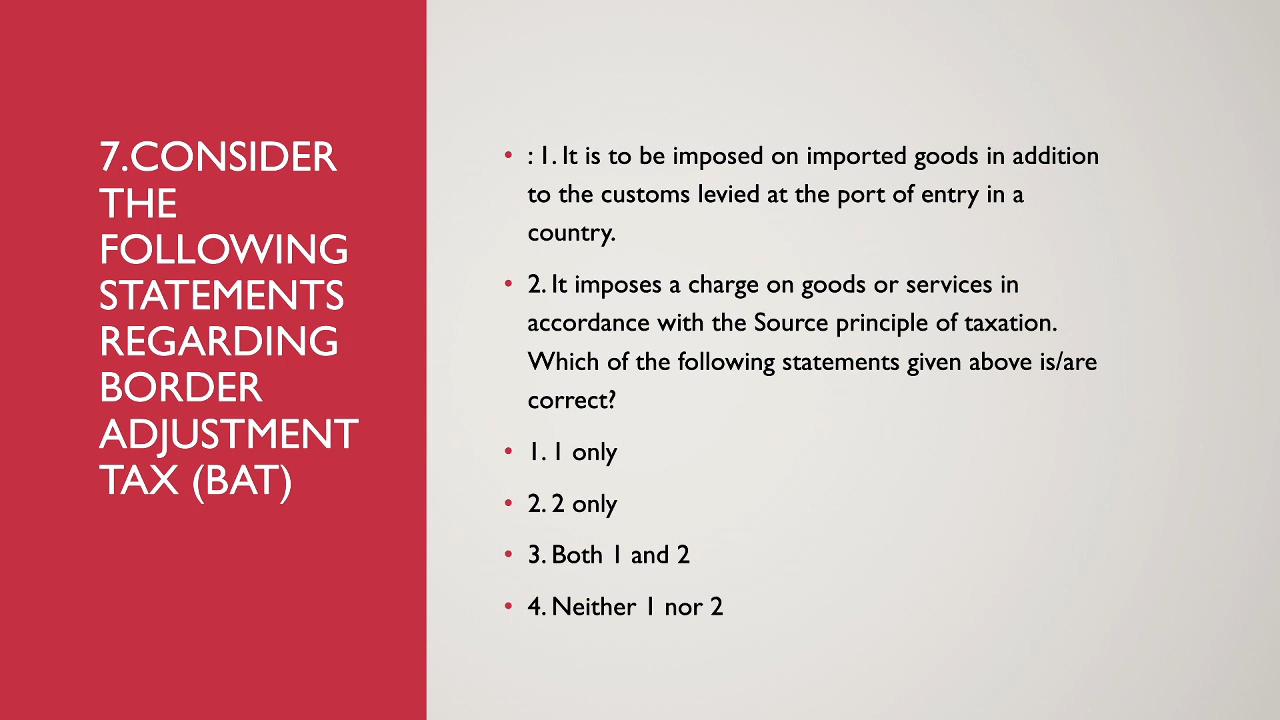 7.CONSIDER
THE
FOLLOWING
STATEMENTS
REGARDING
BORDER
ADJUSTMENT
TAX (BAT)
• : 1. It is to be imposed on imported goods in addition
to the customs levied at the port of entry in a
country.
• 2. It imposes a charge on goods or services in
accordance with the Source principle of taxation.
Which of the following statements given above is/are
correct?
• 1. 1 only
• 2. 2 only
• 3. Both 1 and 2
• 4. Neither 1 nor 2